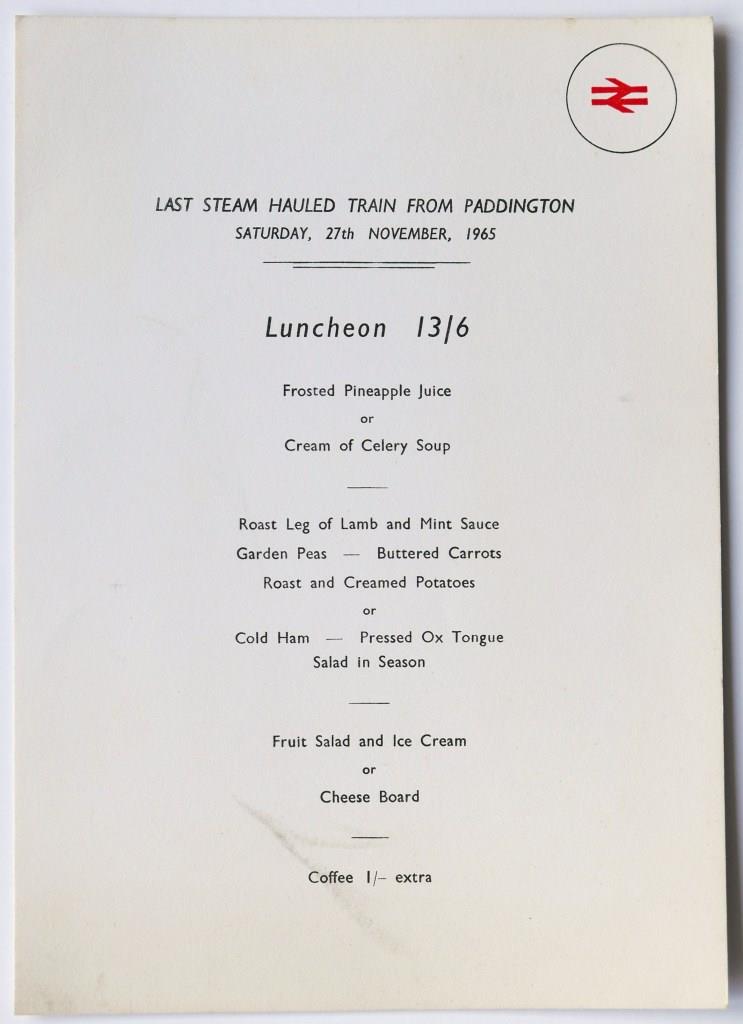 LAST STEAM HAULED TRAIN FROM PADDINGTON
SATURDAY, 27th NOVEMBER, 1965
Luncheon 13/6
Frosted Pineapple Juice
or
Cream of Celery Soup
Roast Leg of Lamb and Mint Sauce
Garden Peas — Buttered Carrots
Roast and Creamed Potatoes
or
Cold Ham — Pressed Ox Tongue
Salad in Season
Fruit Salad and Ice Cream
or
Cheese Board
Coffee 1/– extra